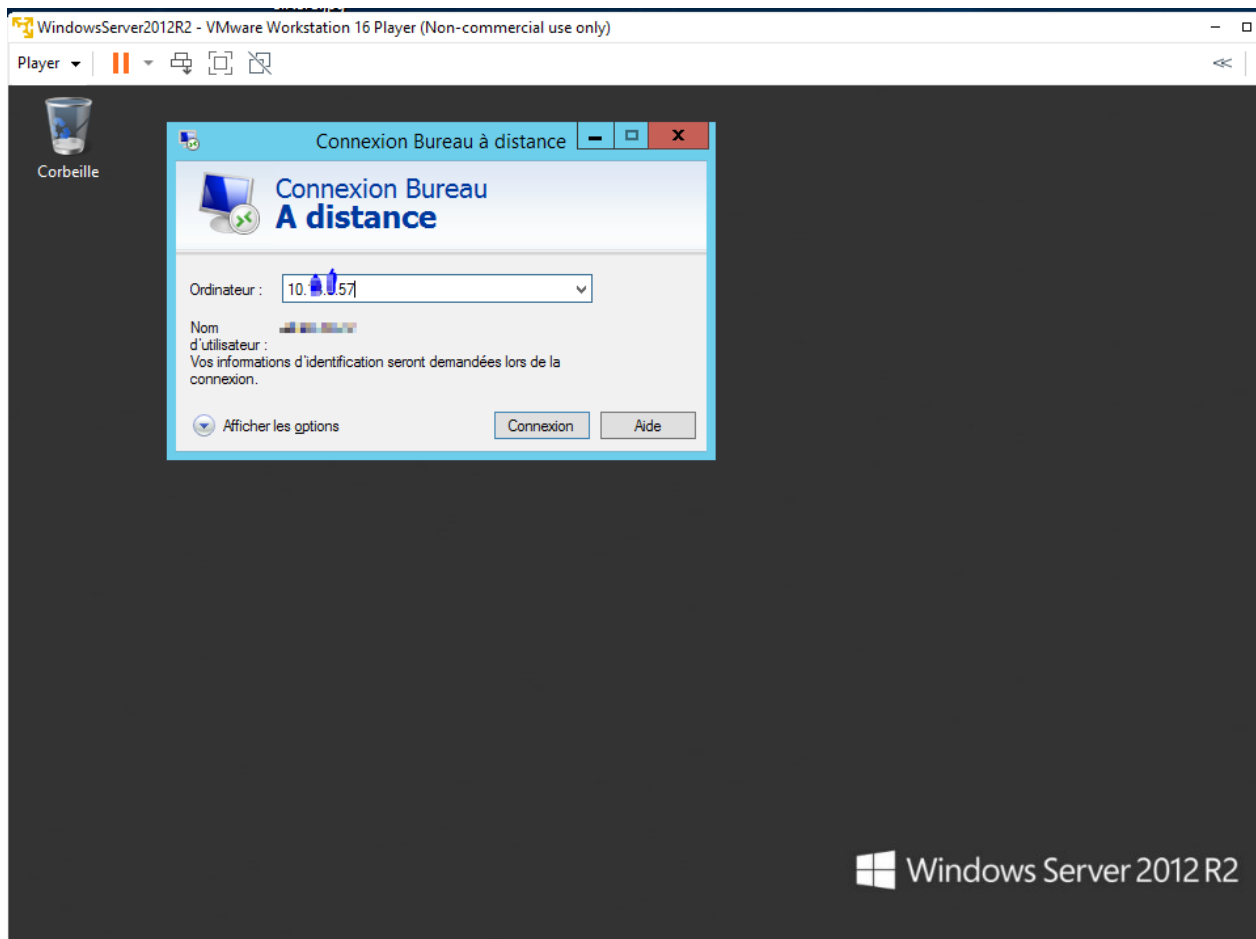 WindowsServer2012R2 - VMware Workstation 16 Player (Non-commercial use only)
Player
Corbeille
Connexion Bureau à distance
Connexion Bureau
A distance
Ordinateur :
10. .57
Nom
d'utilisateur :
Vos informations d'identification seront demandées lors de la
connexion.
Afficher les options
Connexion
Aide
Windows Server 2012 R2